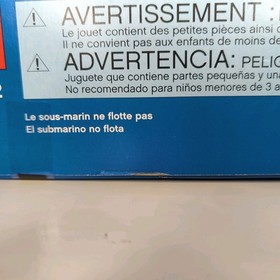 AVERTISSEMENT :
Le jouet contient des petites pièces ainsi
Il ne convient pas aux enfants de moins de
ADVERTENCIA: PELIG
Juguete que contiene partes pequeñas y una
No recomendado para niños menores de 3 a
Le sous-marin ne flotte pas
El submarino no flota